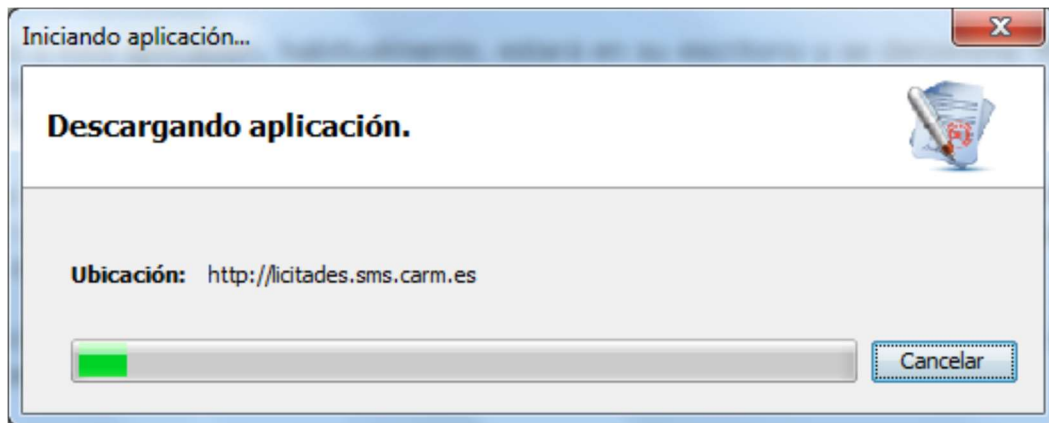 Iniciando aplicación...
Descargando aplicación.
Ubicación: http://licitades.sms.carm.es
Cancelar